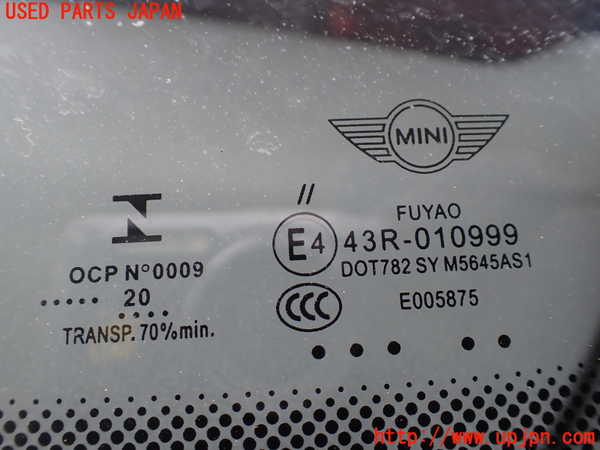 USED PARTS JAPAN
MINI
N
FUYAO
E4 43R-010999
OCP N°0009
DOT782 SY M5645AS1
20
CCC E005875
TRANSP. 70%min.
http://www.upjpn.com/